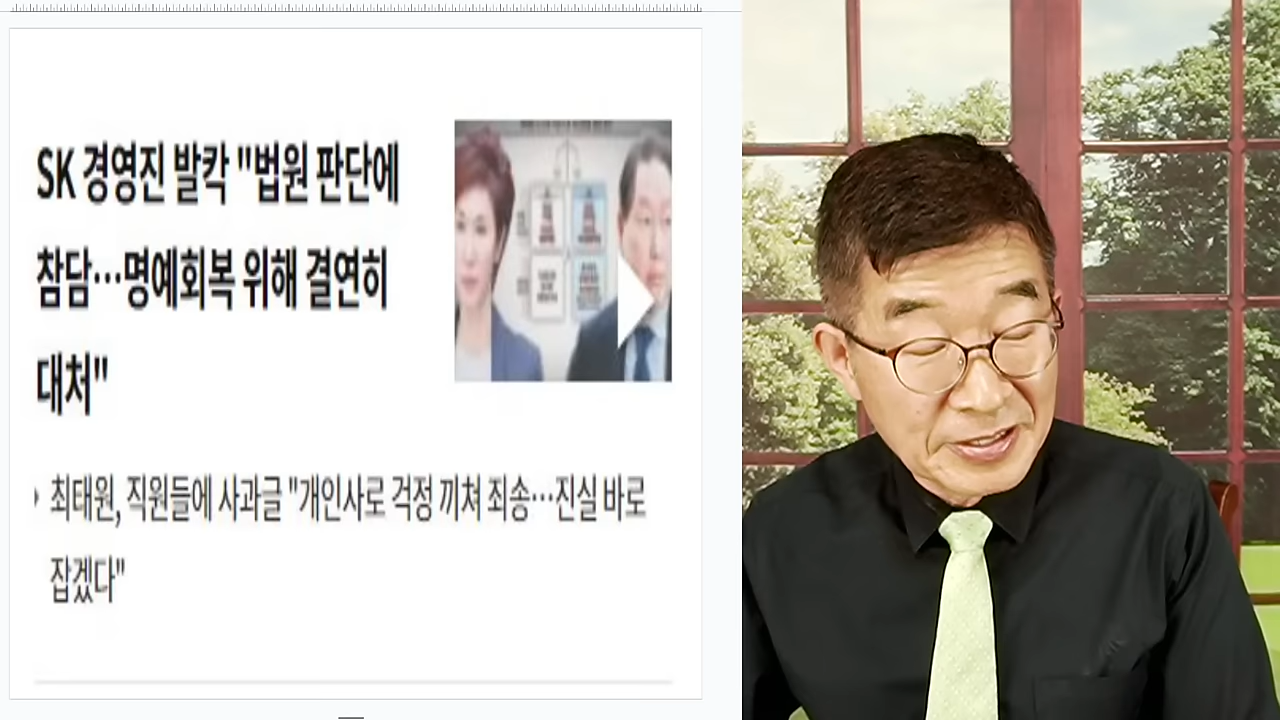 SK 경영진 발칵 "법원 판단에
참담…명예회복 위해 결연히
대처"
최태원, 직원들에 사과글 "개인사로 걱정 끼쳐 죄송…진실 바로
잡겠다"